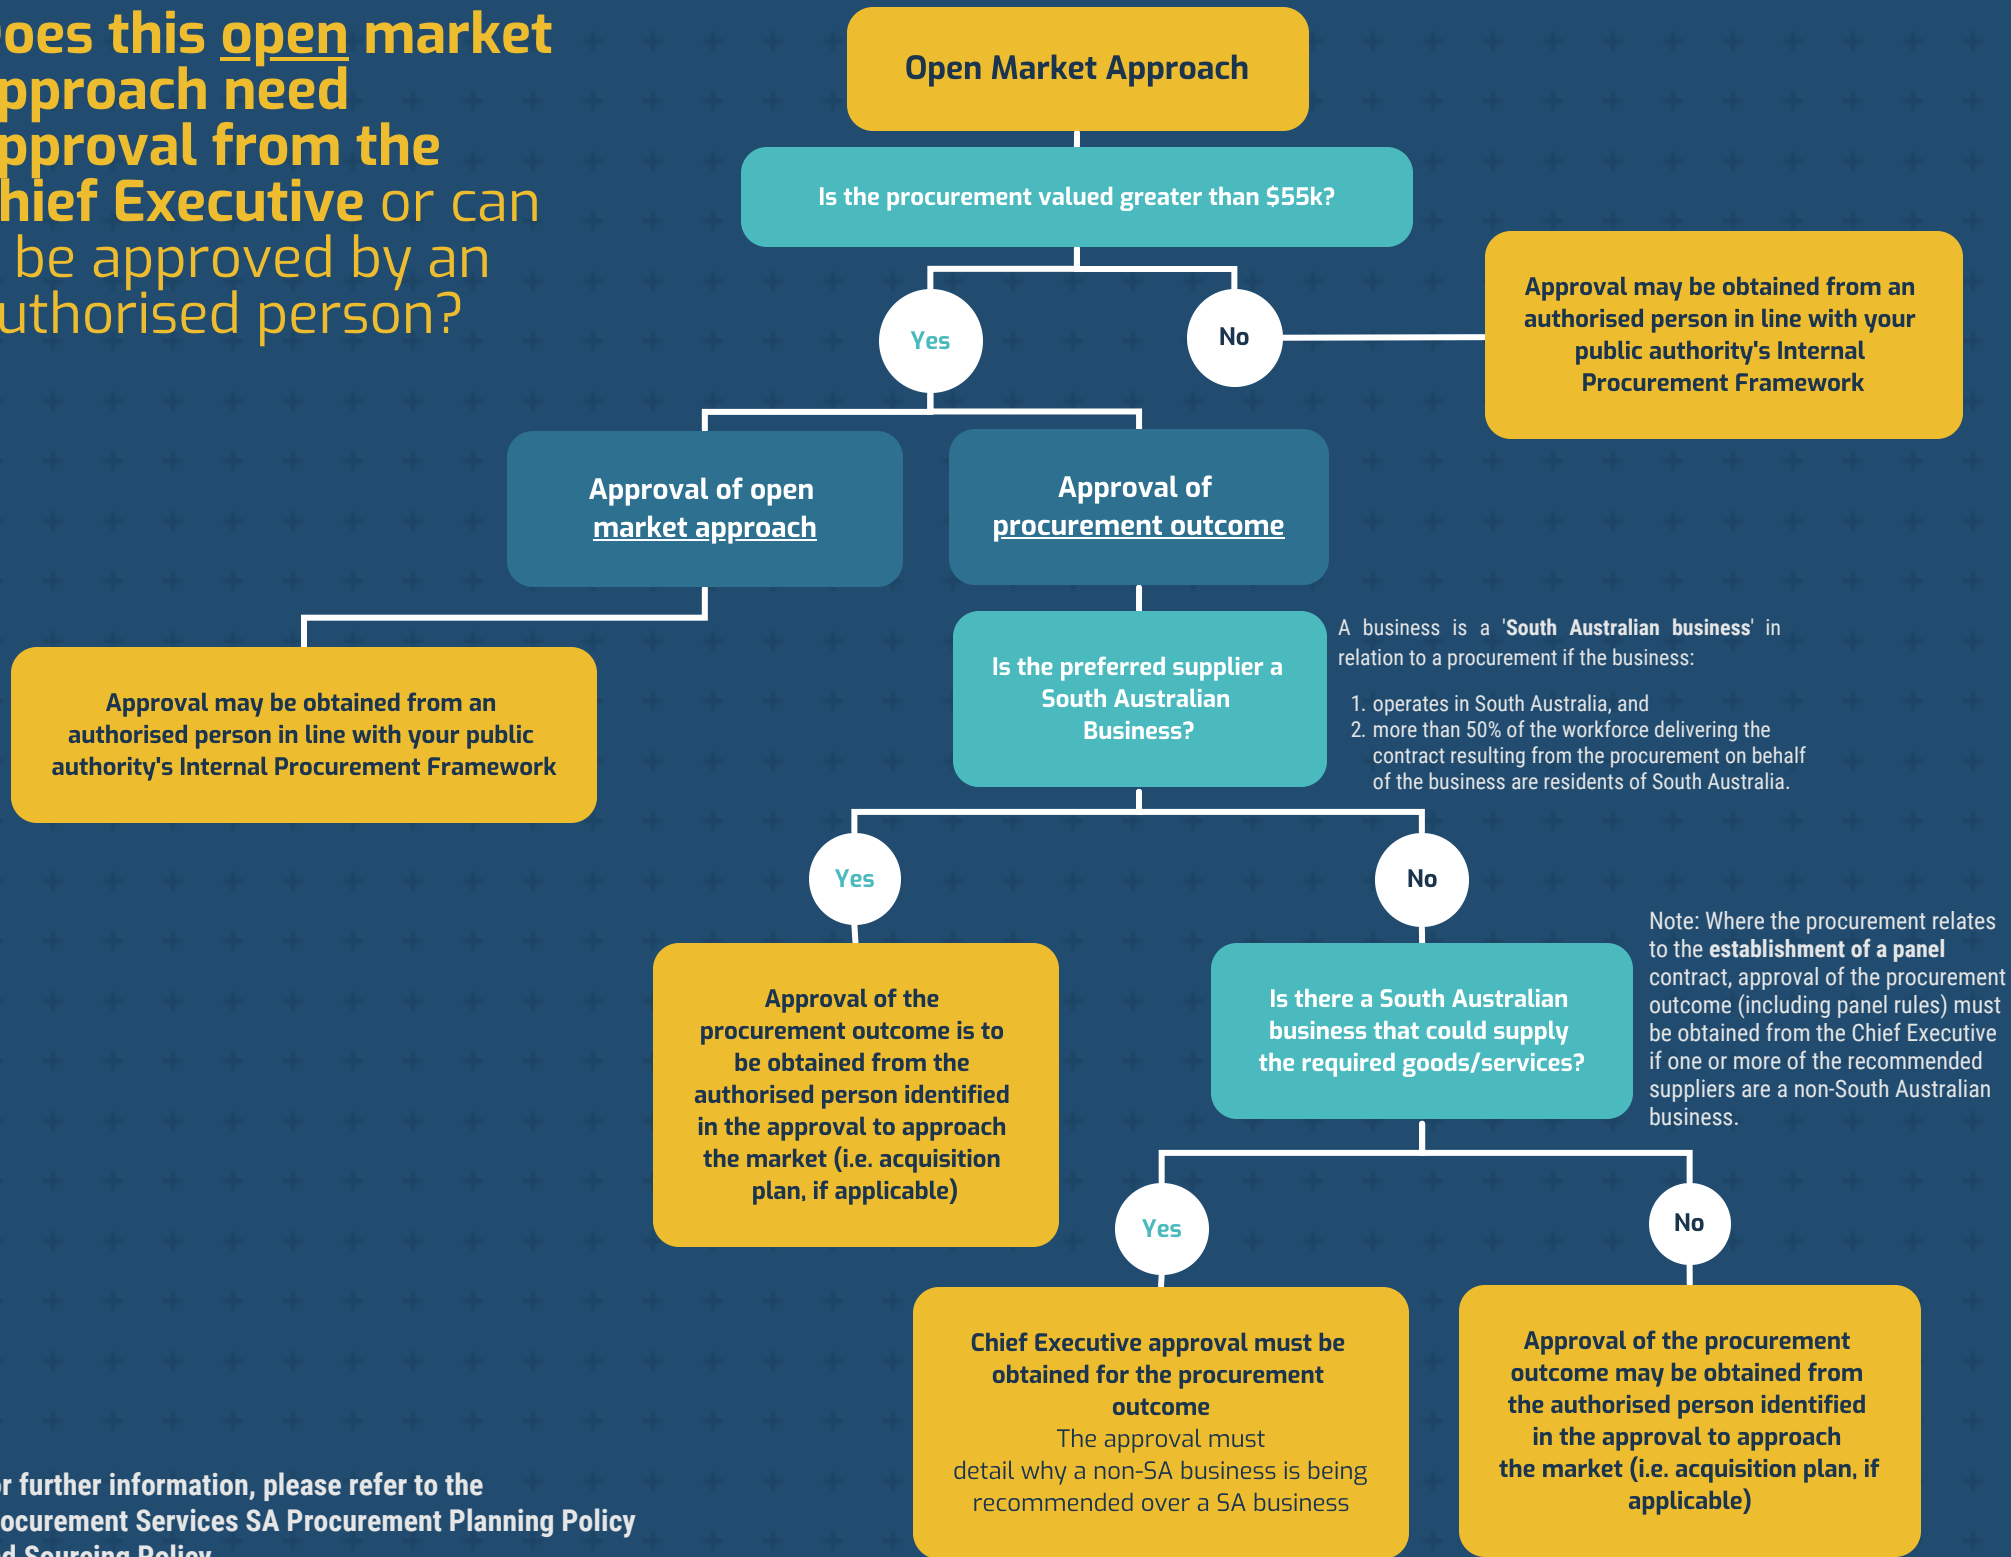 oes this open market
pproach need
pproval from the
hief Executive or can
be approved by an
uthorised person?
Open Market Approach
Is the procurement valued greater than $55k?
Yes
No
Approval may be obtained from an
authorised person in line with your
public authority's Internal
Procurement Framework
Approval of open
market approach
Approval of
procurement outcome
Approval may be obtained from an
authorised person in line with your public
authority's Internal Procurement Framework
Is the preferred supplier a
South Australian
Business?
A business is a 'South Australian business' in
relation to a procurement if the business:
1. operates in South Australia, and
2. more than 50% of the workforce delivering the
contract resulting from the procurement on behalf
of the business are residents of South Australia.
Yes
No
Approval of the
procurement outcome is to
be obtained from the
authorised person identified
in the approval to approach
the market (i.e. acquisition
plan, if applicable)
Is there a South Australian
business that could supply
the required goods/services?
Note: Where the procurement relates
to the establishment of a panel
contract, approval of the procurement
outcome (including panel rules) must
be obtained from the Chief Executive
if one or more of the recommended
suppliers are a non-South Australian
business.
Yes
No
Chief Executive approval must be
obtained for the procurement
outcome
The approval must
detail why a non-SA business is being
recommended over a SA business
Approval of the procurement
outcome may be obtained from
the authorised person identified
in the approval to approach
the market (i.e. acquisition plan, if
applicable)
r further information, please refer to the
ocurement Services SA Procurement Planning Policy
d Sourcing Policy